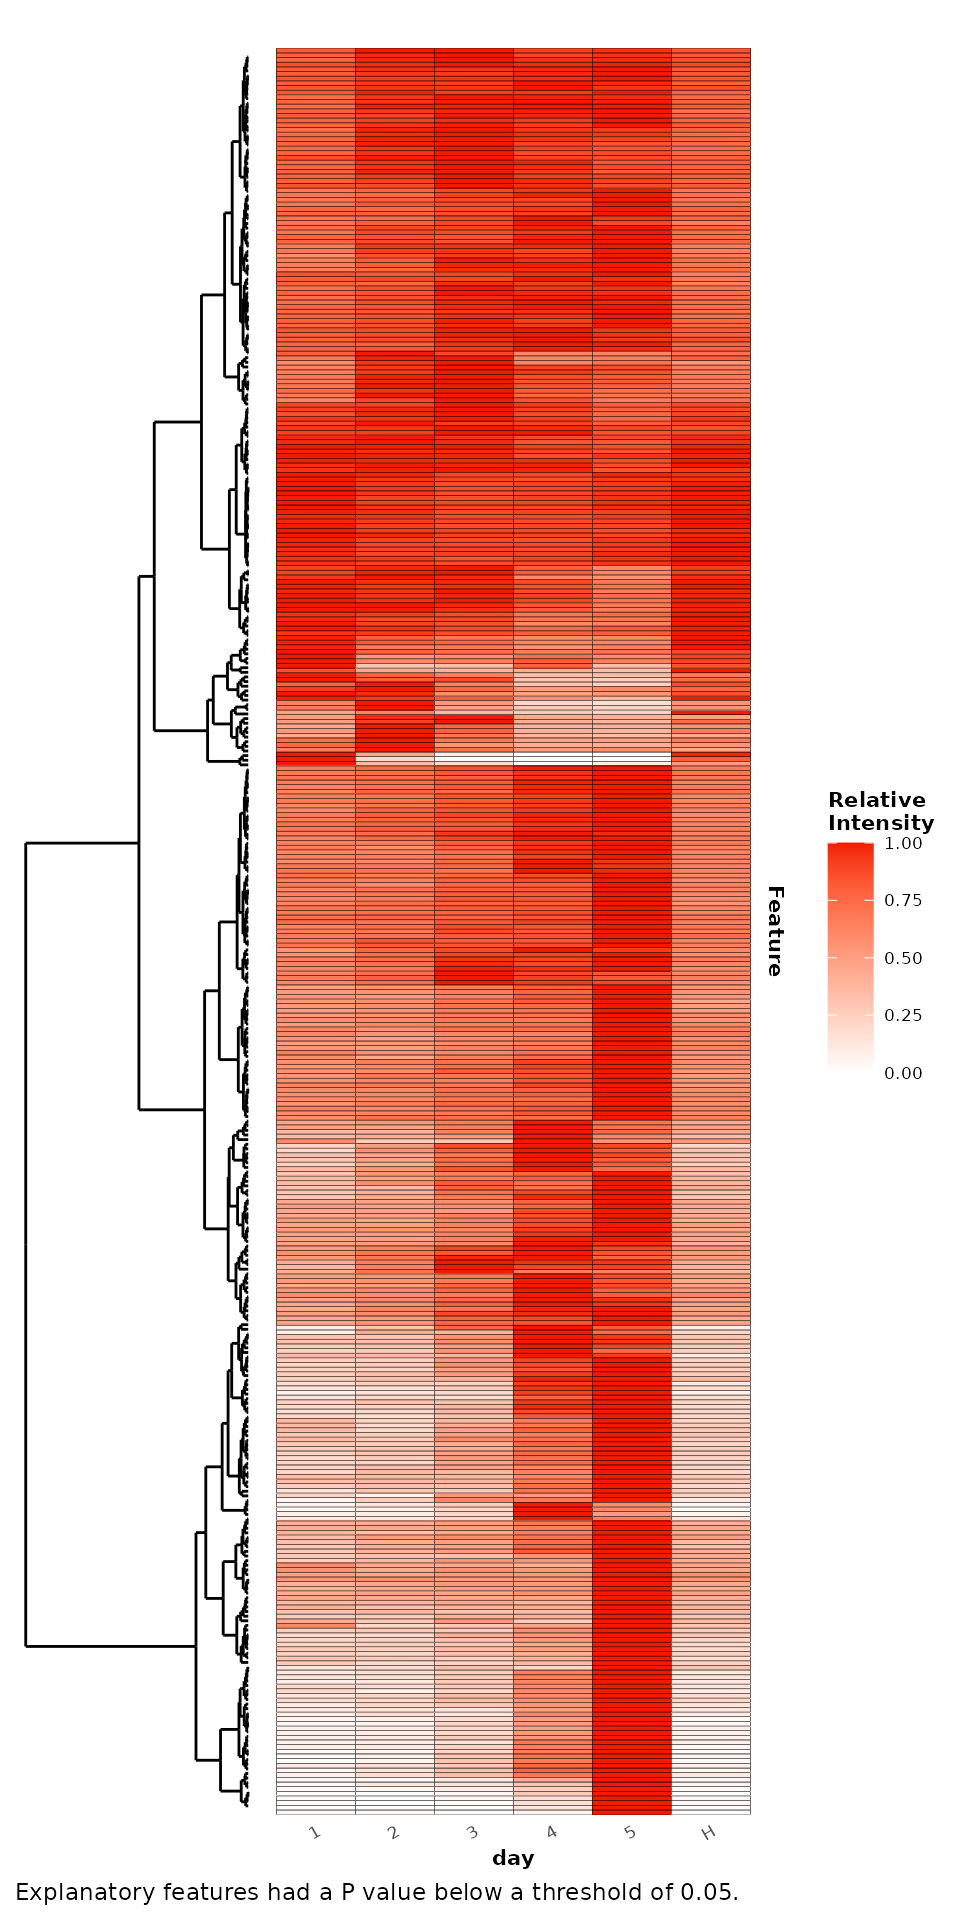 Relative
Intensity
1.00
0.75
0.50
0.25
0.00
Feature
1
2
3
4
5
H
day
Explanatory features had a P value below a threshold of 0.05.